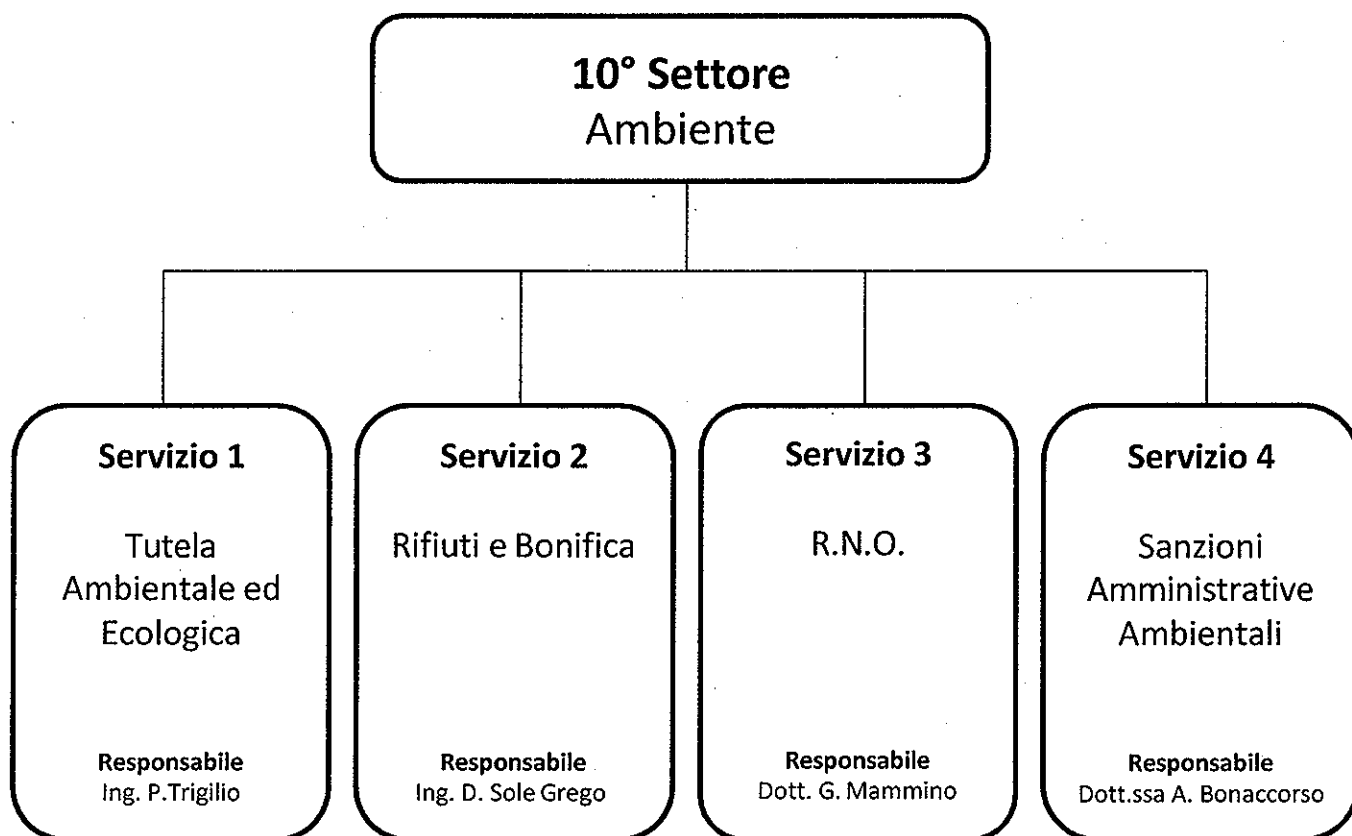 10° Settore
Ambiente
Servizio 1
Tutela
Ambientale ed
Ecologica
Responsabile
Ing. P.Trigilio
Servizio 2
Rifiuti e Bonifica
Responsabile
Ing. D. Sole Grego
Servizio 3
R.N.O.
Responsabile
Dott. G. Mammino
Servizio 4
Sanzioni
Amministrative
Ambientali
Responsabile
Dott.ssa A. Bonaccorso